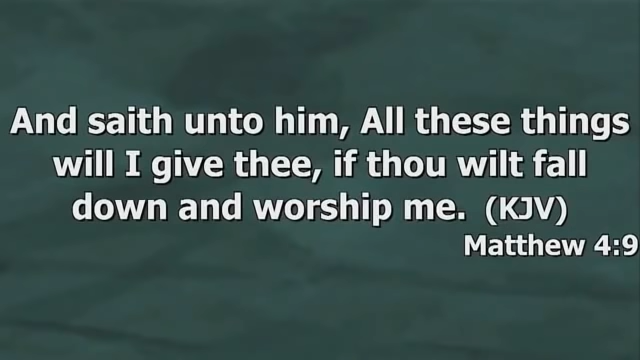 And saith unto him, All these things
will I give thee, if thou wilt fall
down and worship me. (KJV)
Matthew 4:9